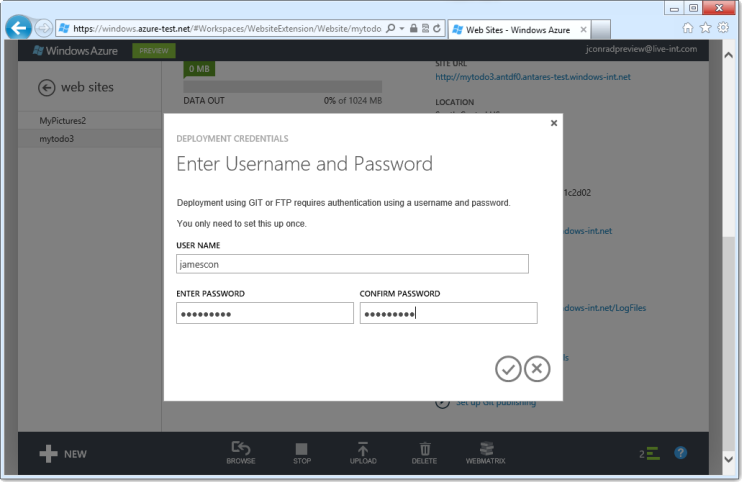 https://windows.azure-test.net/#Workspaces/WebsiteExtension/Website/mytodo
Web Sites - Windows Azure
Windows Azure
PREVIEW
jconradpreview@live-int.com
web sites
MyPictures2
mytodo3
0 MB
DATA OUT
0% of 1024 MB
SITE URL
http://mytodo3.antdf0.antares-test.windows-int.net
LOCATION
DEPLOYMENT CREDENTIALS
Enter Username and Password
Deployment using GIT or FTP requires authentication using a username and password.
You only need to set this up once.
USER NAME
jamescon
ENTER PASSWORD
CONFIRM PASSWORD
1c2d02
dows-int.net
dows-int.net/LogFiles
ls
Set up Git publishing
NEW
BROWSE
STOP
UPLOAD
DELETE
WEBMATRIX
2
?